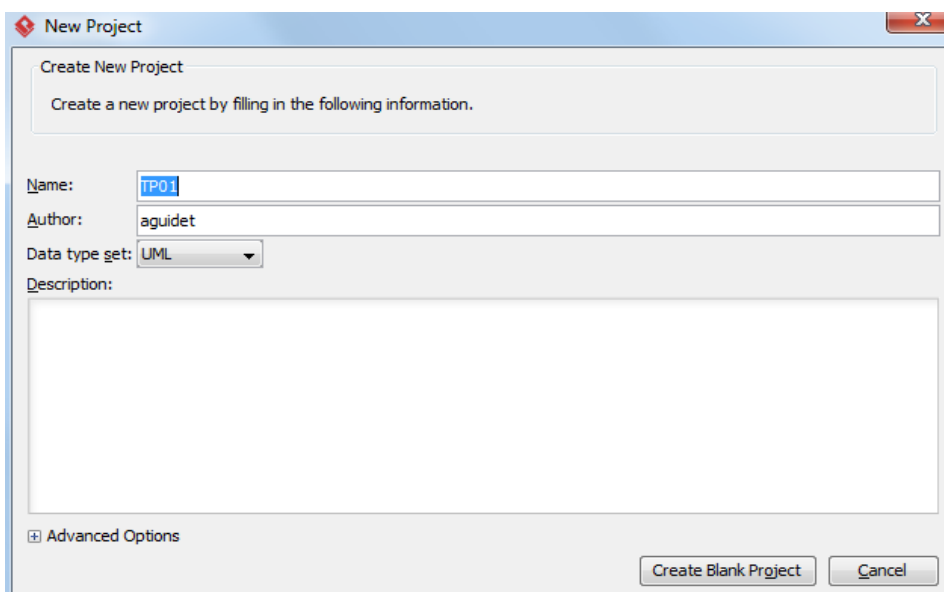 New Project
Create New Project
Create a new project by filling in the following information.
Name: TP01
Author: aguidet
Data type set: UML
Description:
Advanced Options
Create Blank Project Cancel